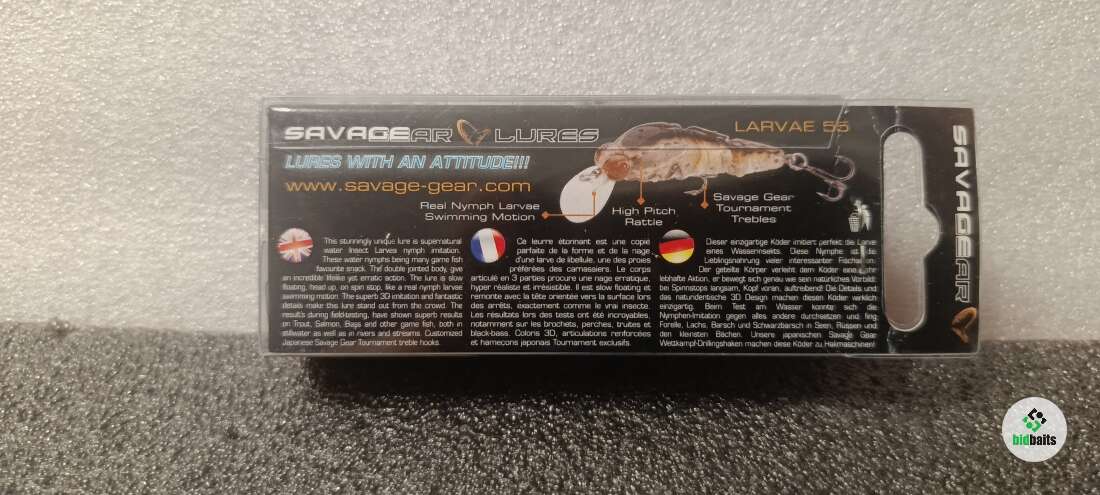 SAVAGEAR LURES
LARVAE 55
LURES WITH AN ATTITUDE!!!
www.savage-gear.com
Real Nymph Larvae
Swimming Motion
High Pitch
Rattle
Savage Gear
Tournament
Trebles
This stunningly unique lure is supernatural
water Insect Larvea nymph imitation.
These water nymphs being many game fish
favourite snack. The double jointed body, give
an incredible lifelike yet erratic action. The lure is slow
floating, head up, on spin stop, like a real nymph larvae
swimming motion. The superb 3D imitation and fantastic
details make this lure stand out from the crowd. The
result's during field-testing, have shown superb results
on Trout, Salmon, Bass and other game fish, both in
stillwater as well as in rivers and streams. Customized
Japanese Savage Gear Tournament treble hooks.
Ce leurre étonnant est une copie
parfaite de la forme et de la nage
d'une larve de libellule, une des proies
préférées des carnassiers. Le corps
articulé en 3 parties procure une nage erratique,
hyper réaliste et irrésistible. Il est slow floating et
remonte avec la tête orientée vers la surface lors
des arrêts, exactement comme le vrai insecte.
Les résultats lors des tests ont été incroyables,
notamment sur les brochets, perches, truites et
black-bass. Coloris 3D, articulations renforcées
et hamecons japonais Tournament exclusifs.
Dieser einzigartige Köder imitiert perfekt die Larve
eines Wasserinsekts. Diese Nymphe ist die
Lieblingsnahrung vieler interessanter Fischarten.
Der geteilte Körper verleiht dem Köder eine sehr
lebhafte Aktion, er bewegt sich genau wie sein natürliches Vorbild:
bei Spinnstops langsam, Kopf voran, auftreibend! Die Details und
das naturidentische 3D Design machen diesen Köder wirklich
einzigartig. Beim Test am Wasser konnte sich die
Nymphen-Imitation gegen alles andere durchsetzen und fing
Forelle, Lachs, Barsch und Schwarzbarsch in Seen, Flüssen und
den kleinsten Bächen. Unsere japanischen Savage Gear
Wettkampf-Drillingshaken machen diese Köder zu Hakmaschinen!
SAVAGEAR
bidbaits